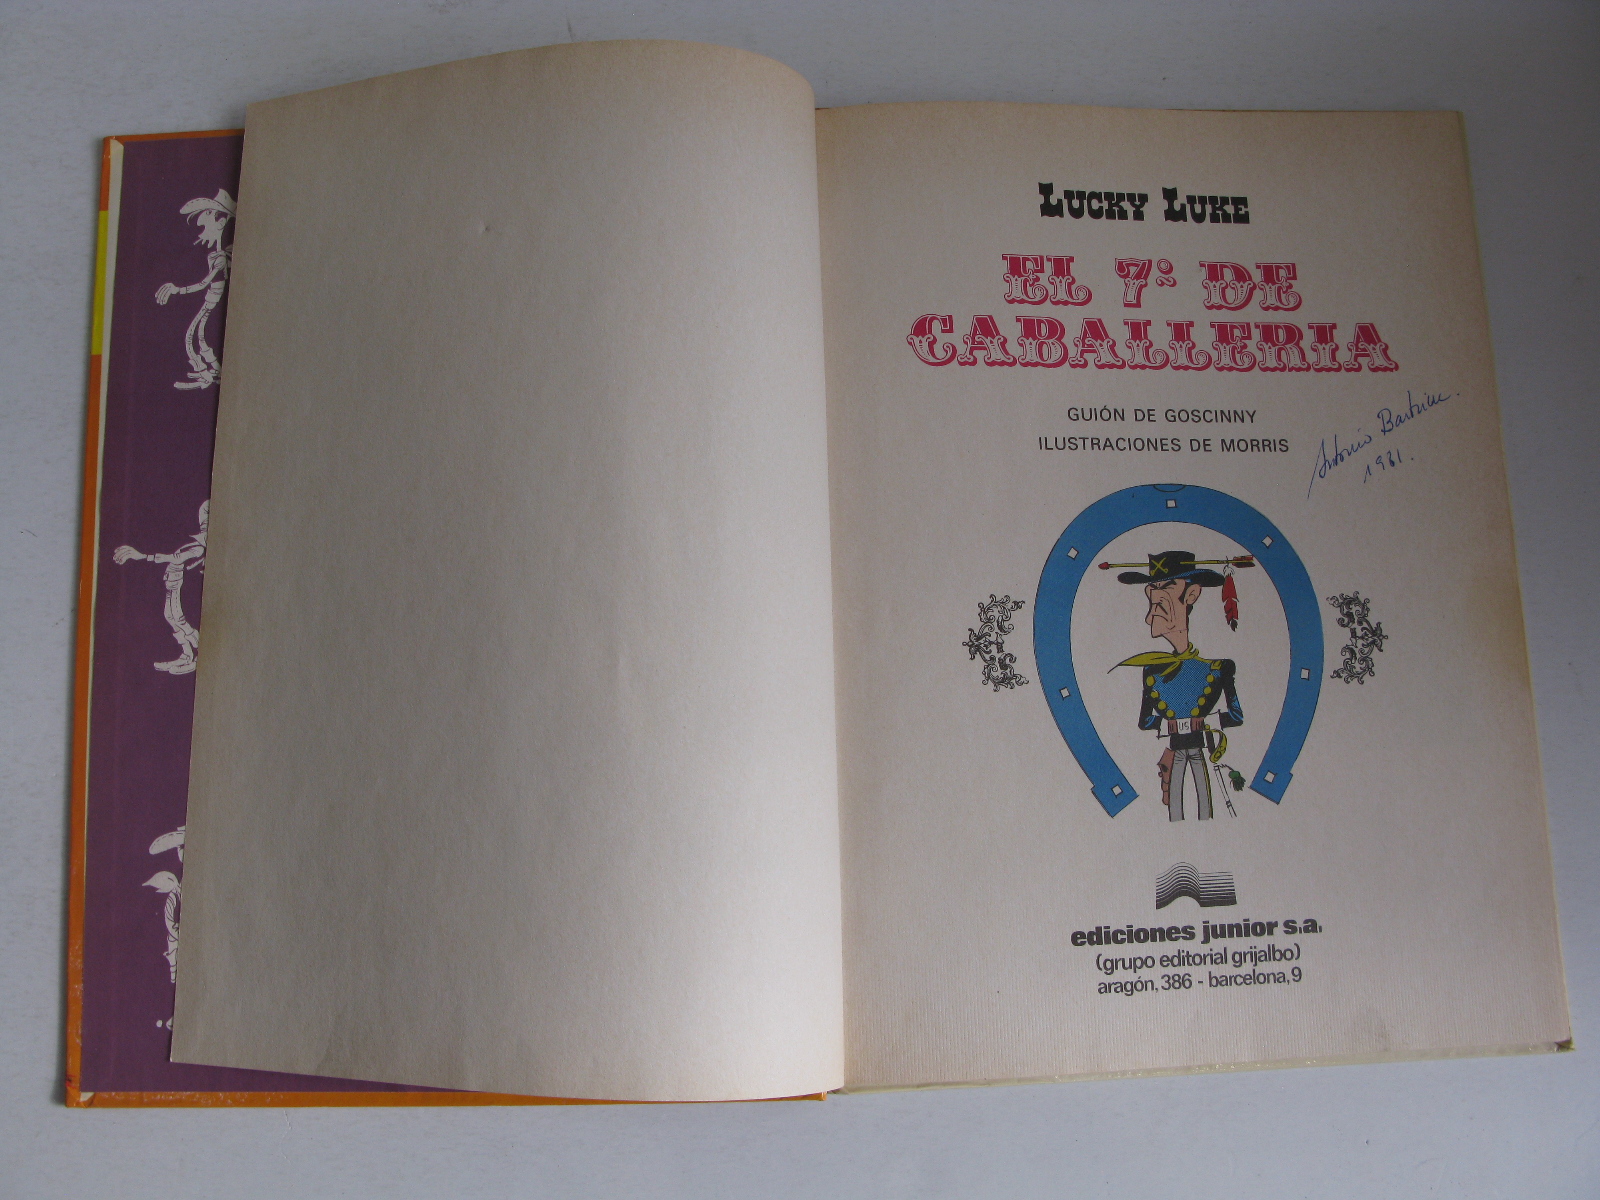 LUCKY LUKE
EL 7º DE
CABALLERIA
GUIÓN DE GOSCINNY
ILUSTRACIONES DE MORRIS
Antonio
1981.
US
ediciones junior s.a.
(grupo editorial grijalbo)
aragón, 386 - barcelona, 9